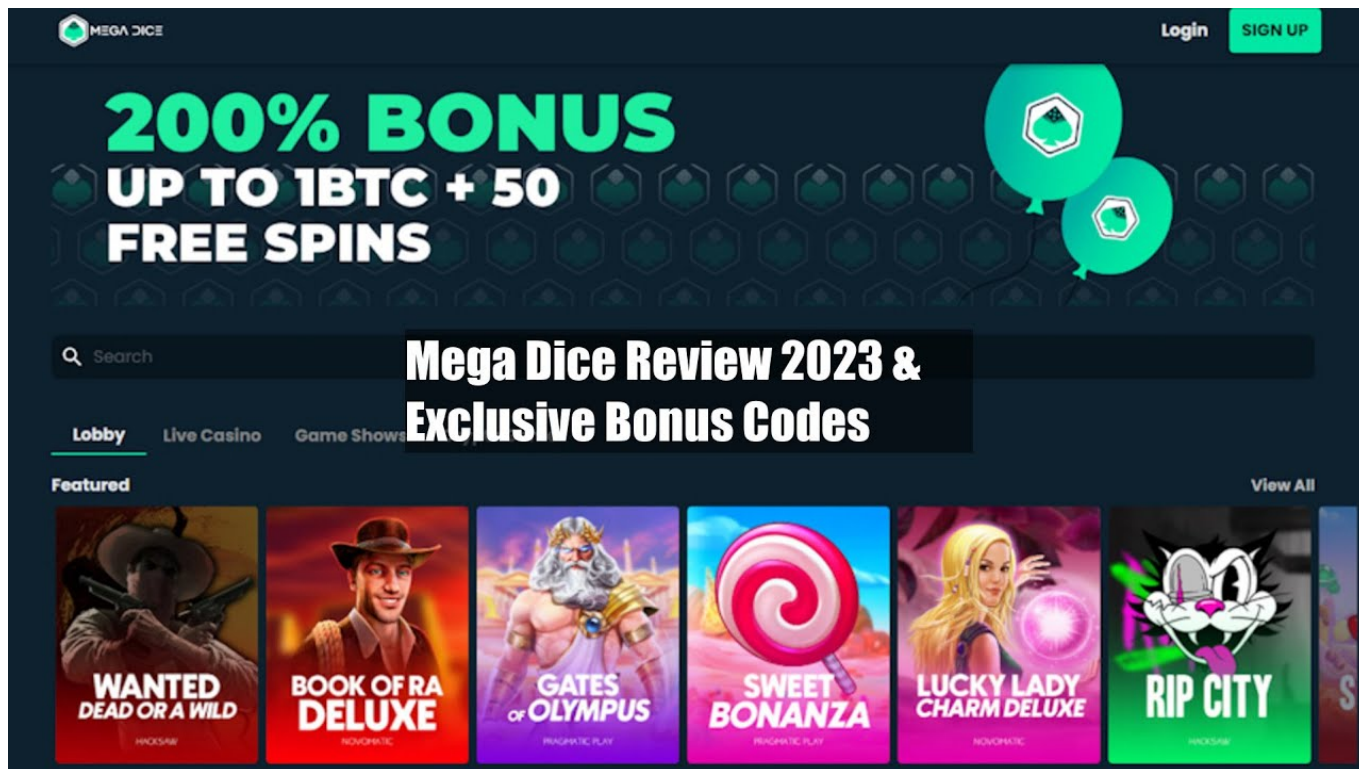 MEGA DICE
Login
SIGN UP
200% BONUS
UP TO 1BTC + 50
FREE SPINS
Search
Mega Dice Review 2023 &
Exclusive Bonus Codes
Lobby
Live Casino
Game Shows
Featured
View All
WANTED
DEAD OR A WILD
HACKSAW
BOOK OF RA
DELUXE
NOVOMATIC
GATES
OF OLYMPUS
PRAGMATIC PLAY
SWEET
BONANZA
PRAGMATIC PLAY
LUCKY LADY
CHARM DELUXE
NOVOMATIC
RIP CITY
HACKSAW
S